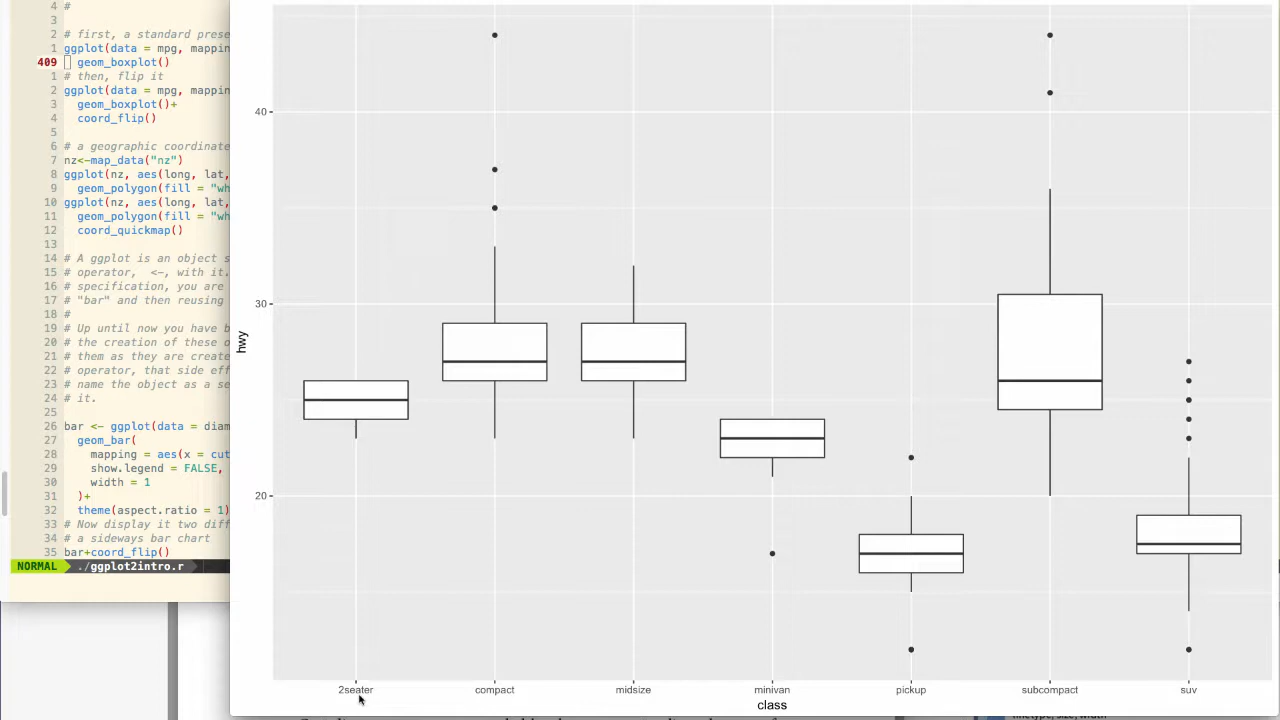 4 #
3
2 # first, a standard prese
1 ggplot(data = mpg, mappin
409 geom_boxplot()
1 # then, flip it
2 ggplot(data = mpg, mappin
3 geom_boxplot()+
4 coord_flip()
5
6 # a geographic coordinate
7 nz<-map_data("nz")
8 ggplot(nz, aes(long, lat,
9 geom_polygon(fill = "wh
10 ggplot(nz, aes(long, lat,
11 geom_polygon(fill = "wh
12 coord_quickmap()
13
14 # A ggplot is an object s
15 # operator, <-, with it.
16 # specification, you are
17 # "bar" and then reusing
18 #
19 # Up until now you have b
20 # the creation of these d
21 # them as they are create
22 # operator, that side eff
23 # name the object as a se
24 # it.
25
26 bar <- ggplot(data = diam
27 geom_bar(
28 mapping = aes(x = cut
29 show.legend = FALSE,
30 width = 1
31 )+
32 theme(aspect.ratio = 1)
33 # Now display it two diff
34 # a sideways bar chart
35 bar+coord_flip()
NORMAL ./ggplot2intro.r
hwy
40
30
20
2seater compact midsize minivan pickup subcompact suv
class